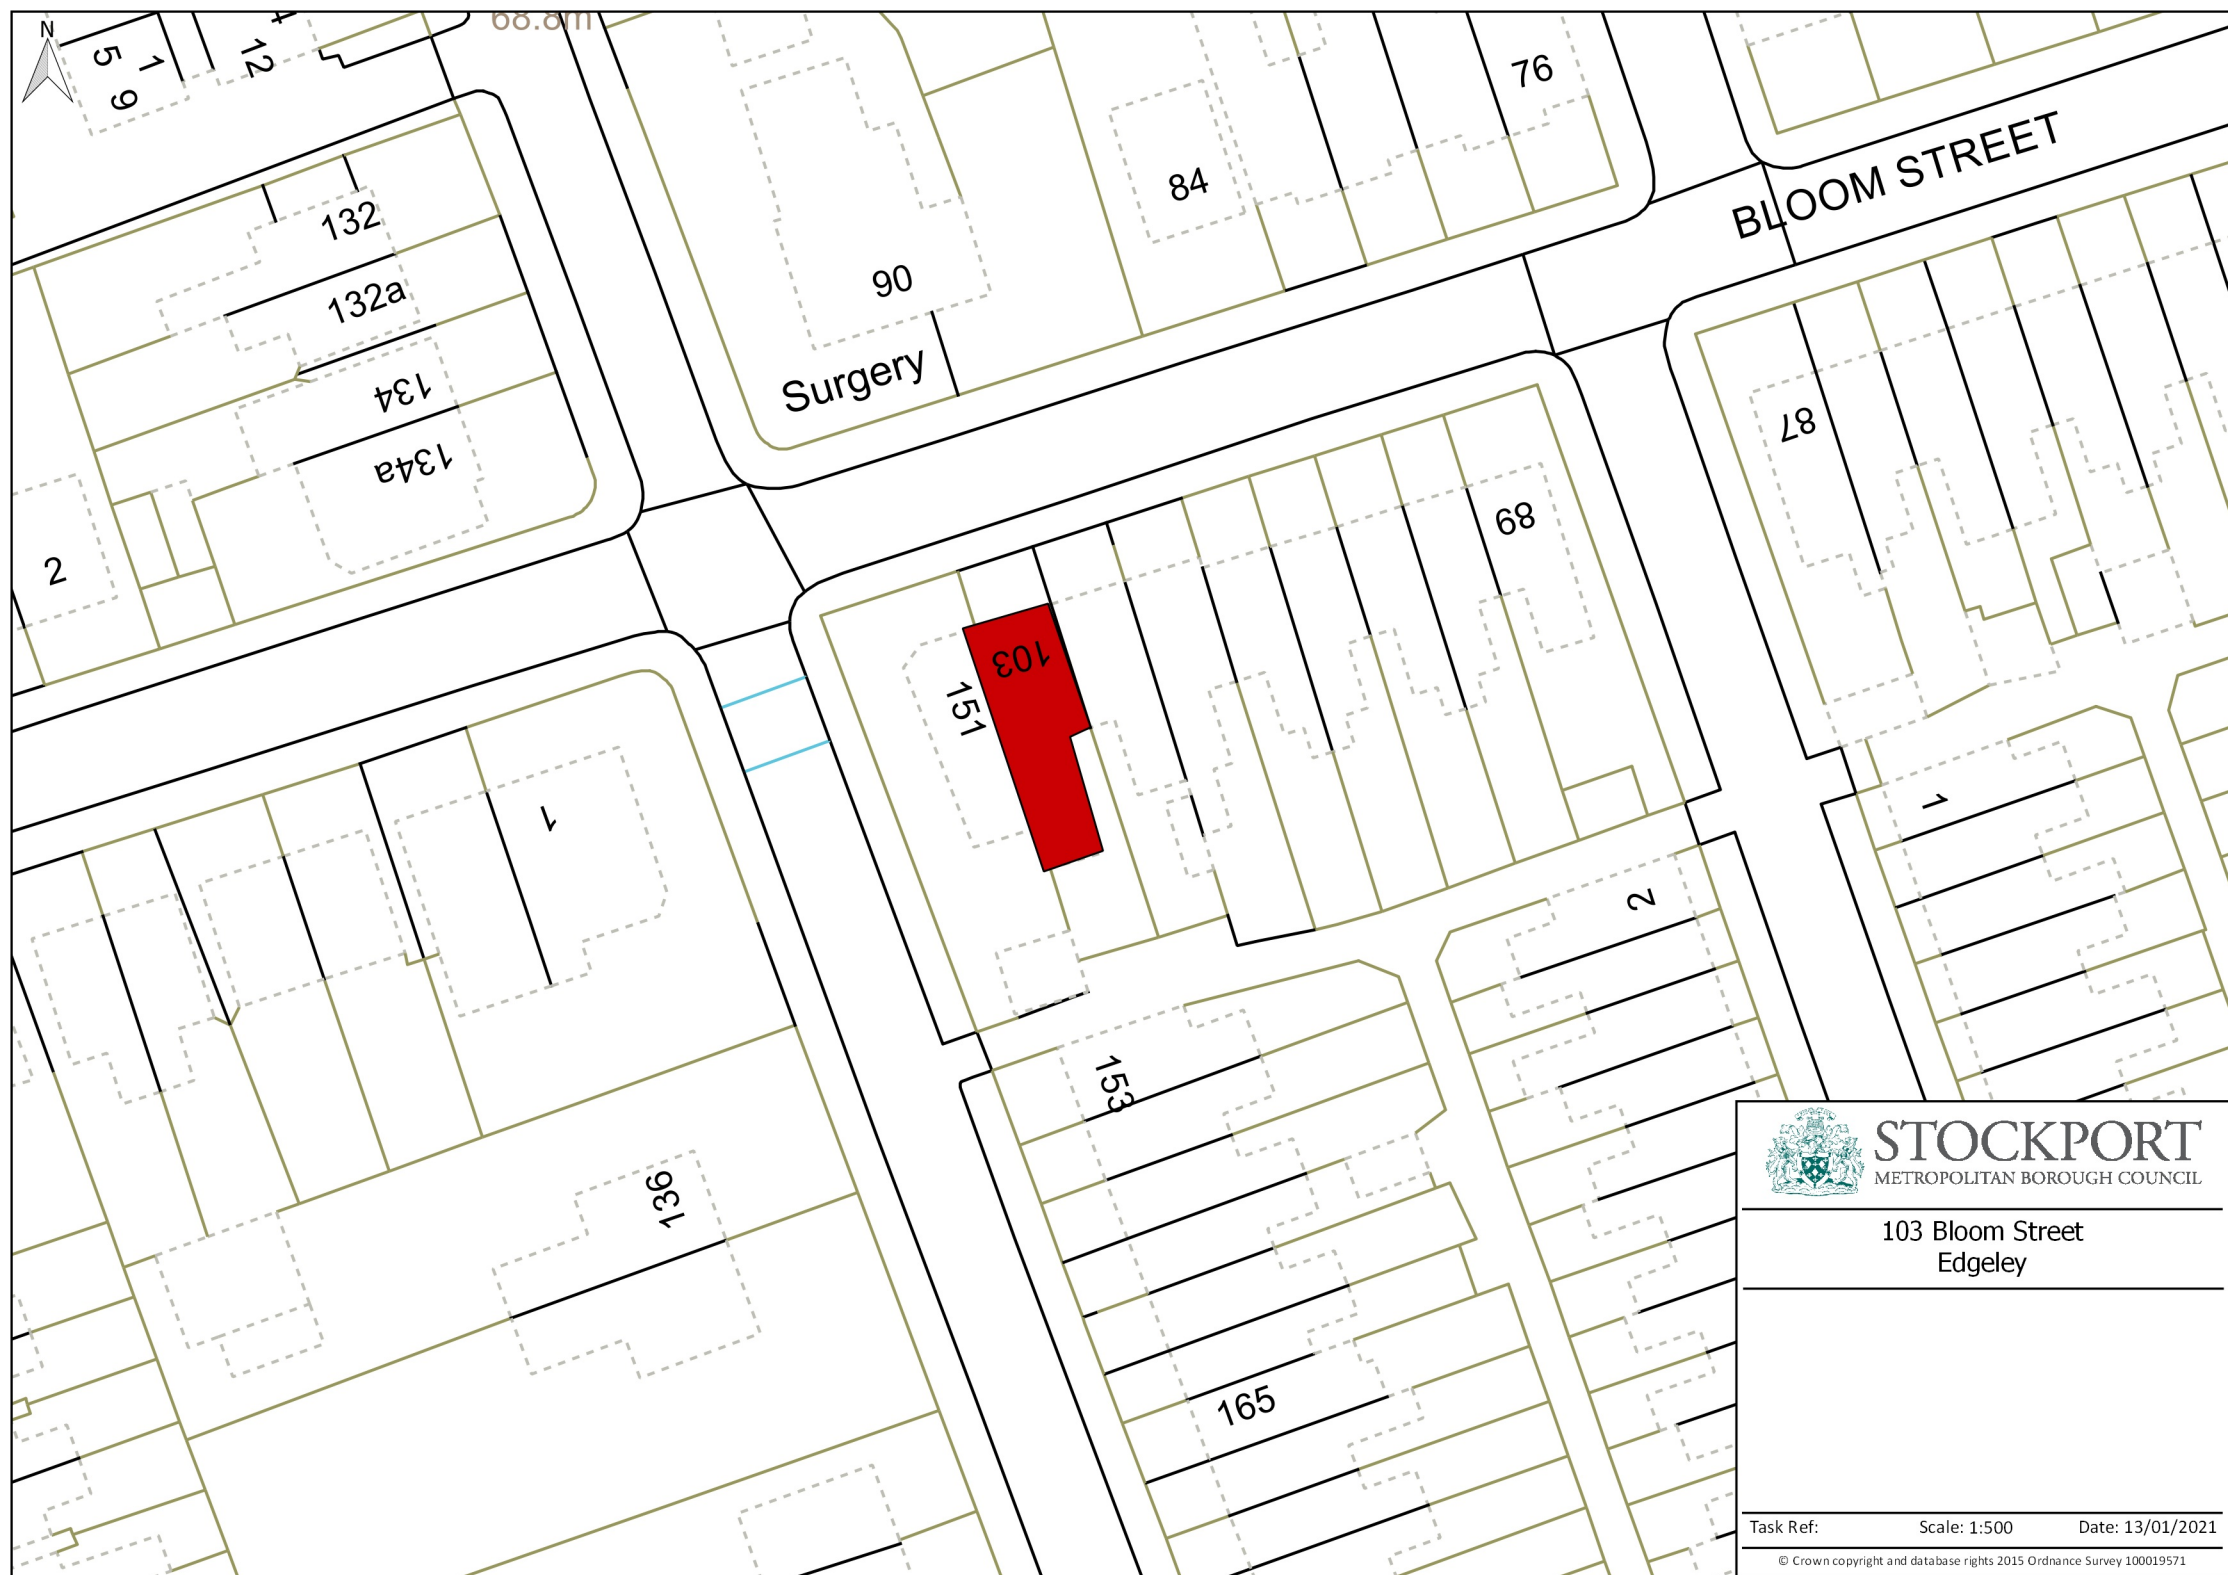 68.8m
N
5
9
1
12
76
BLOOM STREET
84
132
90
132a
Surgery
134
134a
87
2
89
103
151
1
1
2
153
136
165
STOCKPORT
METROPOLITAN BOROUGH COUNCIL
103 Bloom Street
Edgeley
Task Ref:
Scale: 1:500
Date: 13/01/2021
© Crown copyright and database rights 2015 Ordnance Survey 100019571